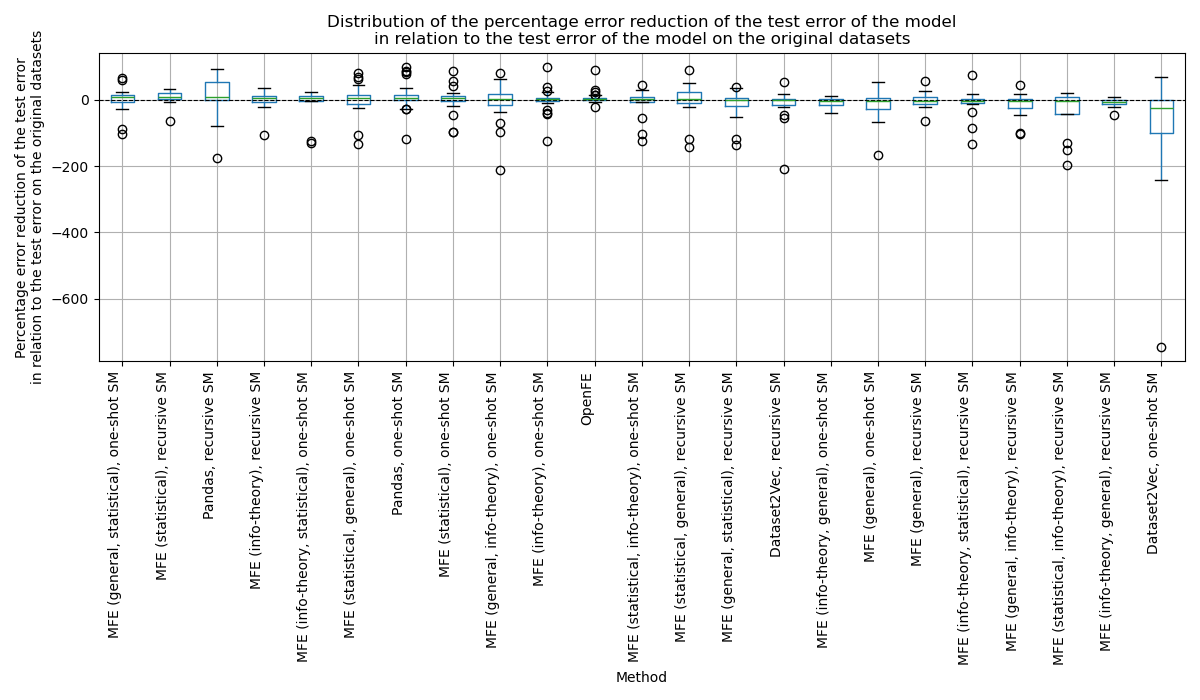 Distribution of the percentage error reduction of the test error of the model
in relation to the test error of the model on the original datasets
Percentage error reduction of the test error
in relation to the test error on the original datasets
0
−200
−400
−600
MFE (general, statistical), one-shot SM
MFE (statistical), recursive SM
Pandas, recursive SM
MFE (info-theory), recursive SM
MFE (info-theory, statistical), one-shot SM
MFE (statistical, general), one-shot SM
Pandas, one-shot SM
MFE (statistical), one-shot SM
MFE (general, info-theory), one-shot SM
MFE (info-theory), one-shot SM
OpenFE
MFE (statistical, info-theory), one-shot SM
MFE (statistical, general), recursive SM
MFE (general, statistical), recursive SM
Dataset2Vec, recursive SM
MFE (info-theory, general), one-shot SM
MFE (general), one-shot SM
MFE (general), recursive SM
MFE (info-theory, statistical), recursive SM
MFE (general, info-theory), recursive SM
MFE (statistical, info-theory), recursive SM
MFE (info-theory, general), recursive SM
Dataset2Vec, one-shot SM
Method